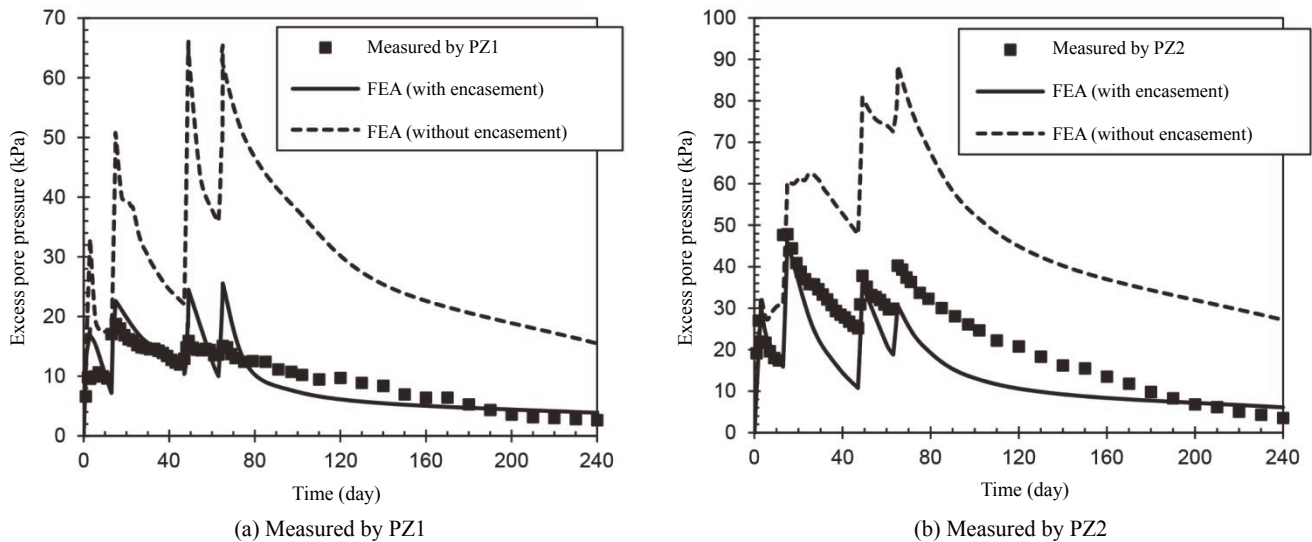 70
60
50
40
30
20
10
0
Excess pore pressure (kPa)
Measured by PZ1
FEA (with encasement)
FEA (without encasement)
0 40 80 120 160 200 240
Time (day)
(a) Measured by PZ1
100
90
80
70
60
50
40
30
20
10
0
Excess pore pressure (kPa)
Measured by PZ2
FEA (with encasement)
FEA (without encasement)
0 40 80 120 160 200 240
Time (day)
(b) Measured by PZ2